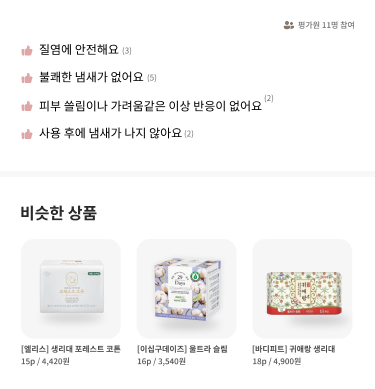 평가원 11명 참여
질염에 안전해요 (3)
불쾌한 냄새가 없어요 (5)
피부 쓸림이나 가려움같은 이상 반응이 없어요 (2)
사용 후에 냄새가 나지 않아요 (2)
비슷한 상품
29
Days
귀애랑
[엘리스] 생리대 포레스트 코튼
[이십구데이즈] 울트라 슬림
[바디피트] 귀애랑 생리대
15p / 4,420원
16p / 3,540원
18p / 4,900원